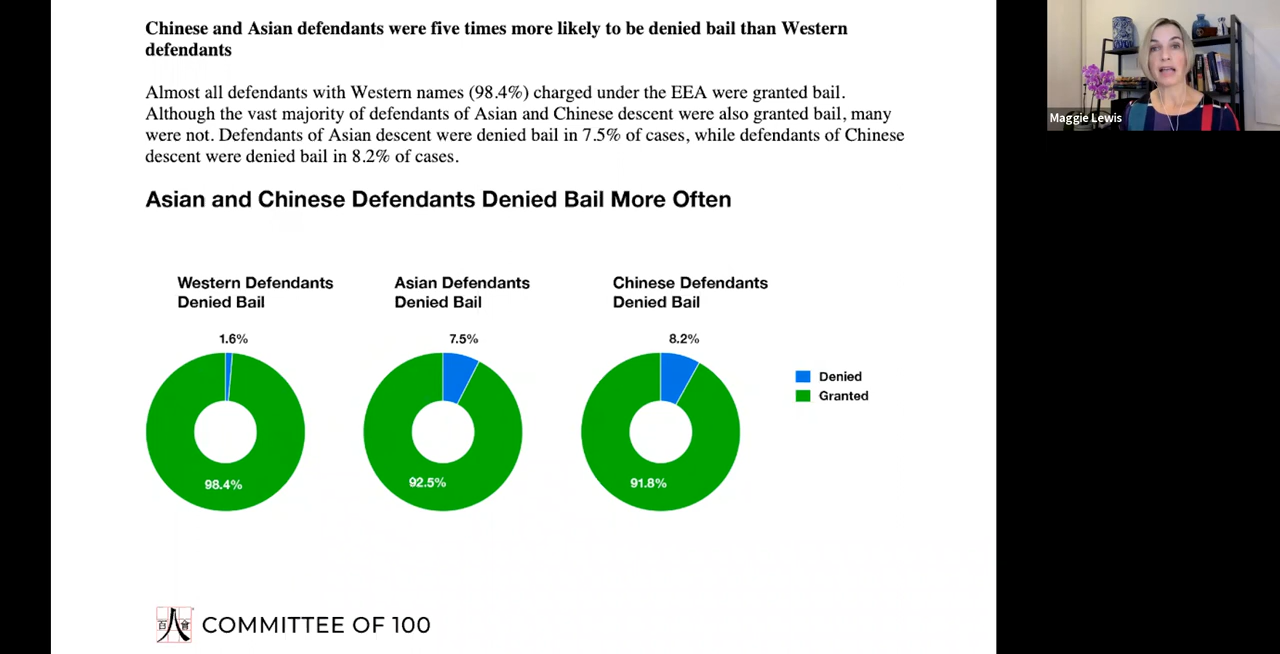 Chinese and Asian defendants were five times more likely to be denied bail than Western
defendants
Almost all defendants with Western names (98.4%) charged under the EEA were granted bail.
Although the vast majority of defendants of Asian and Chinese descent were also granted bail, many
were not. Defendants of Asian descent were denied bail in 7.5% of cases, while defendants of Chinese
descent were denied bail in 8.2% of cases.
Asian and Chinese Defendants Denied Bail More Often
Western Defendants
Denied Bail
1.6%
98.4%
Asian Defendants
Denied Bail
7.5%
92.5%
Chinese Defendants
Denied Bail
8.2%
91.8%
Denied
Granted
百人會
COMMITTEE OF 100
Maggie Lewis